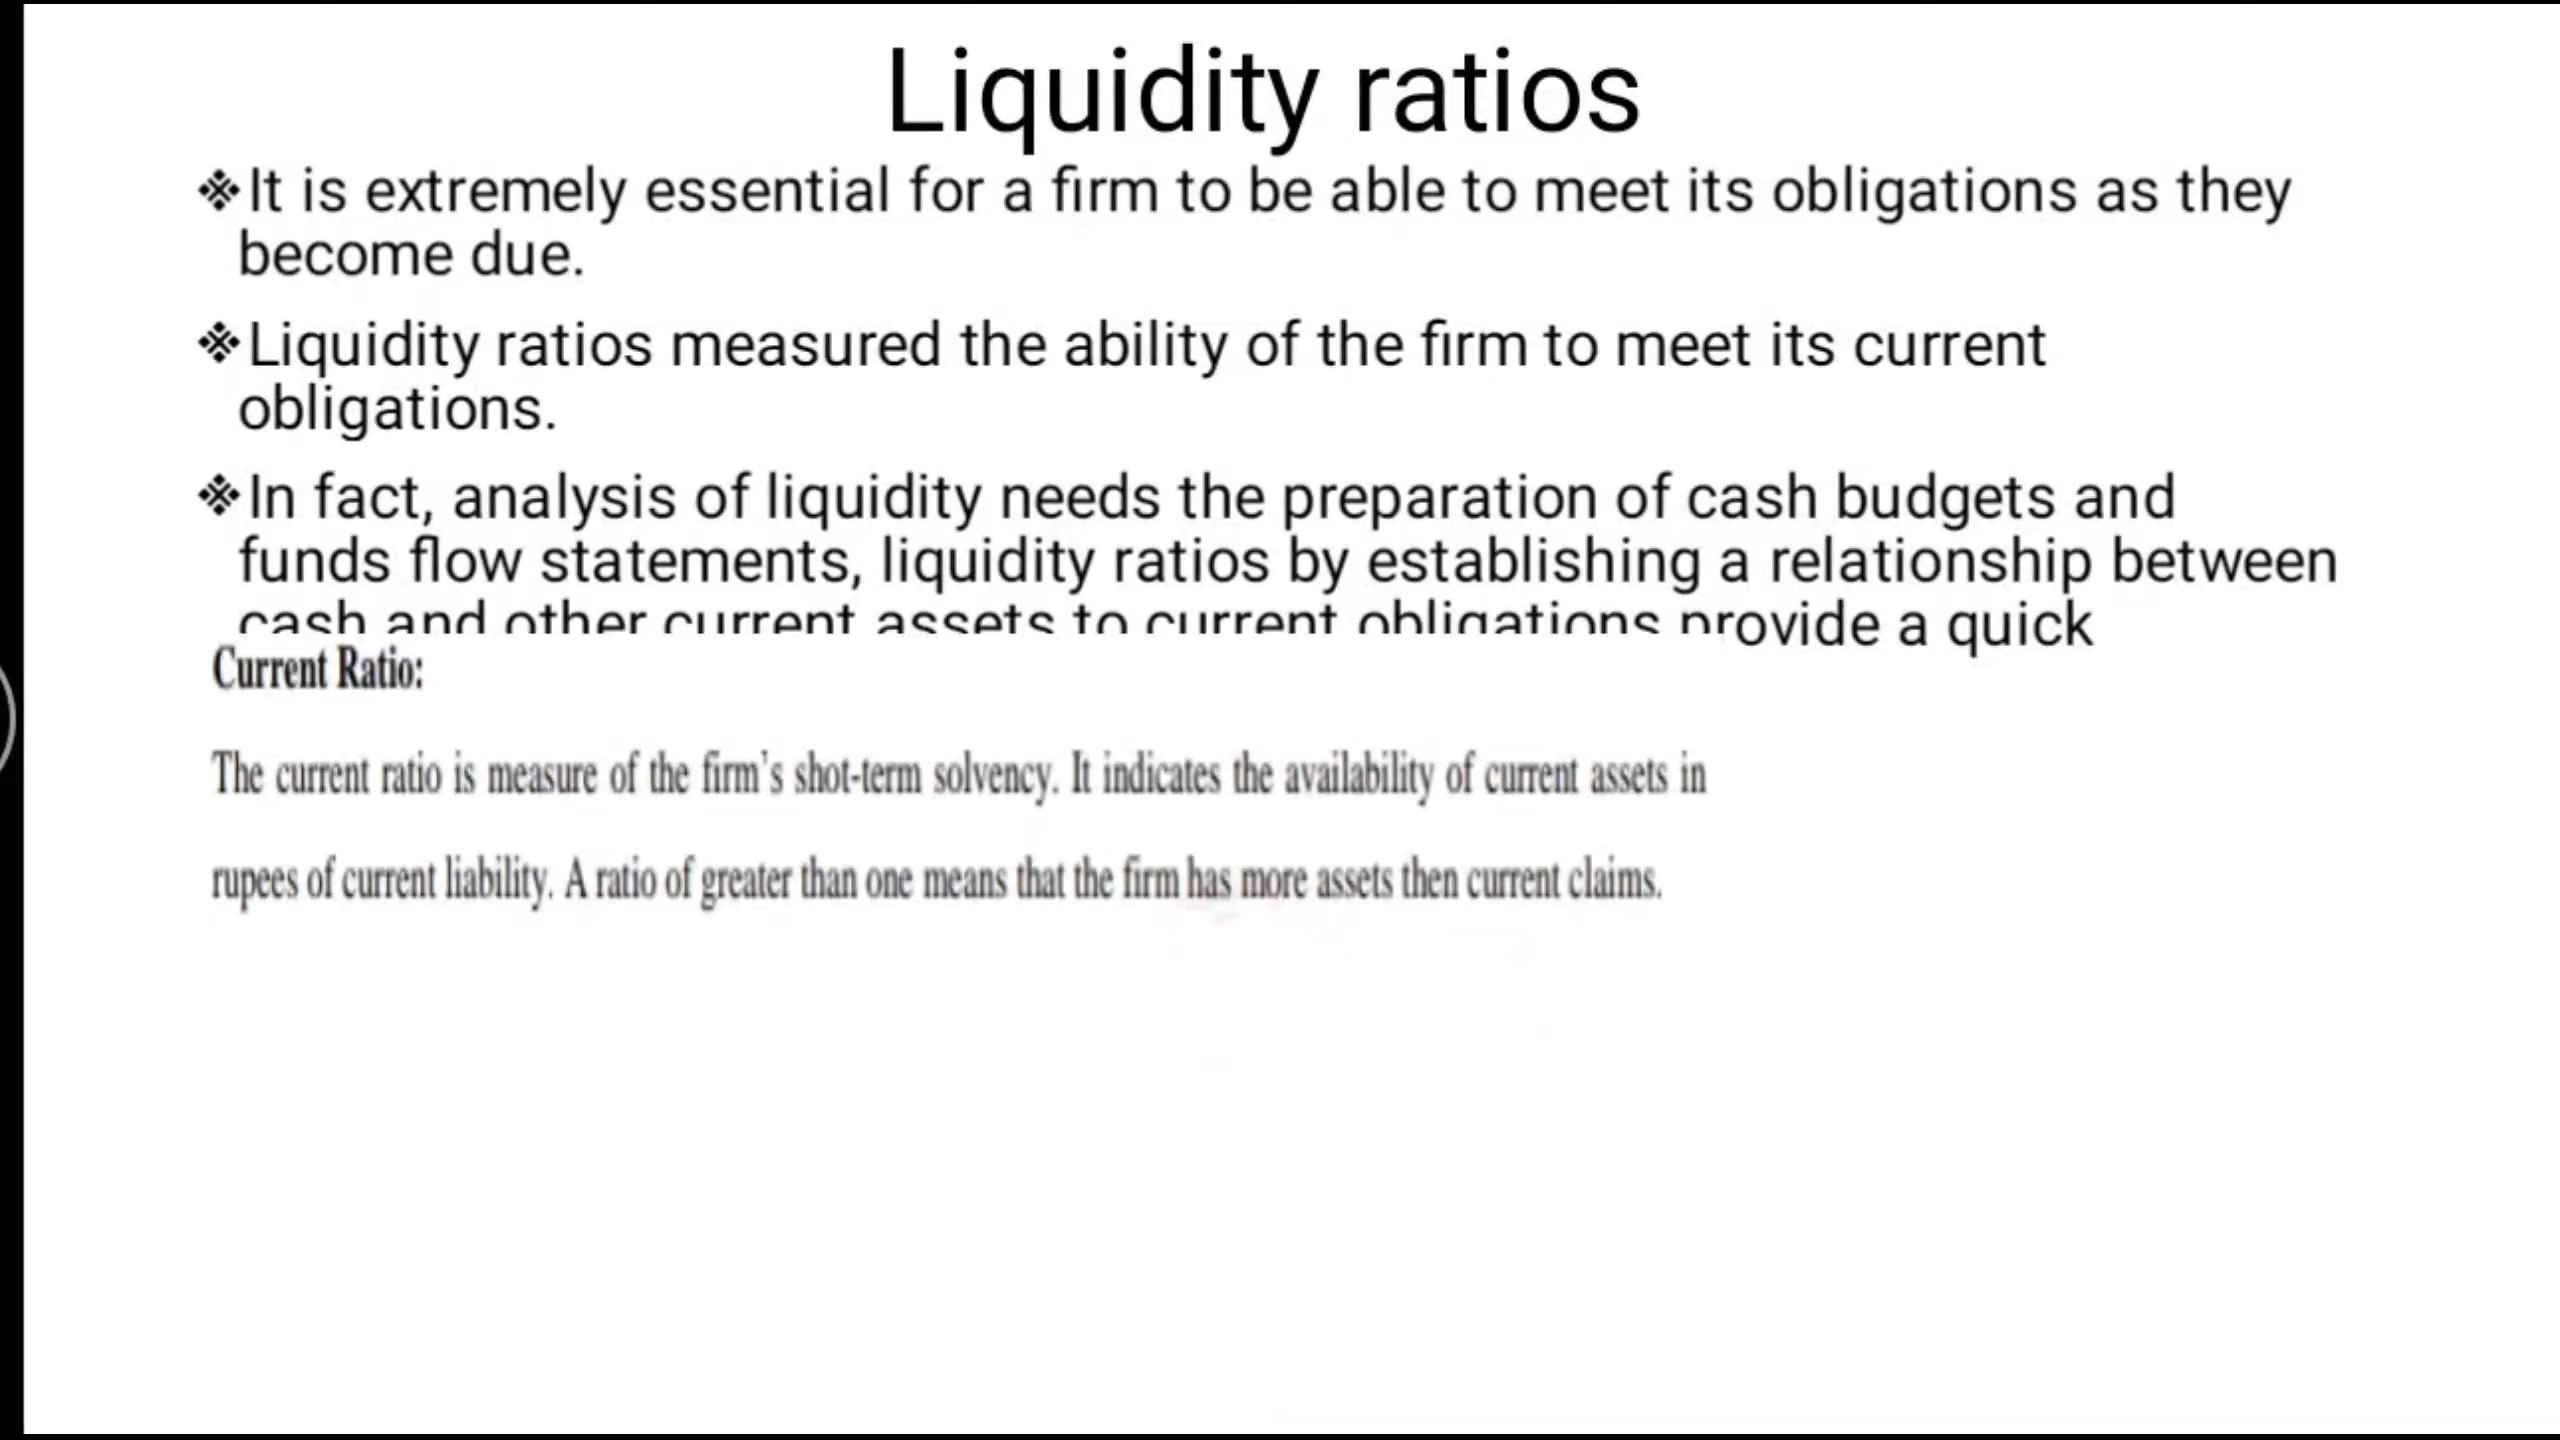 Liquidity ratios
❖It is extremely essential for a firm to be able to meet its obligations as they
become due.
❖Liquidity ratios measured the ability of the firm to meet its current
obligations.
❖In fact, analysis of liquidity needs the preparation of cash budgets and
funds flow statements, liquidity ratios by establishing a relationship between
cash and other current assets to current obligations provide a quick
Current Ratio:
The current ratio is measure of the firm's shot-term solvency. It indicates the availability of current assets in
rupees of current liability. A ratio of greater than one means that the firm has more assets then current claims.